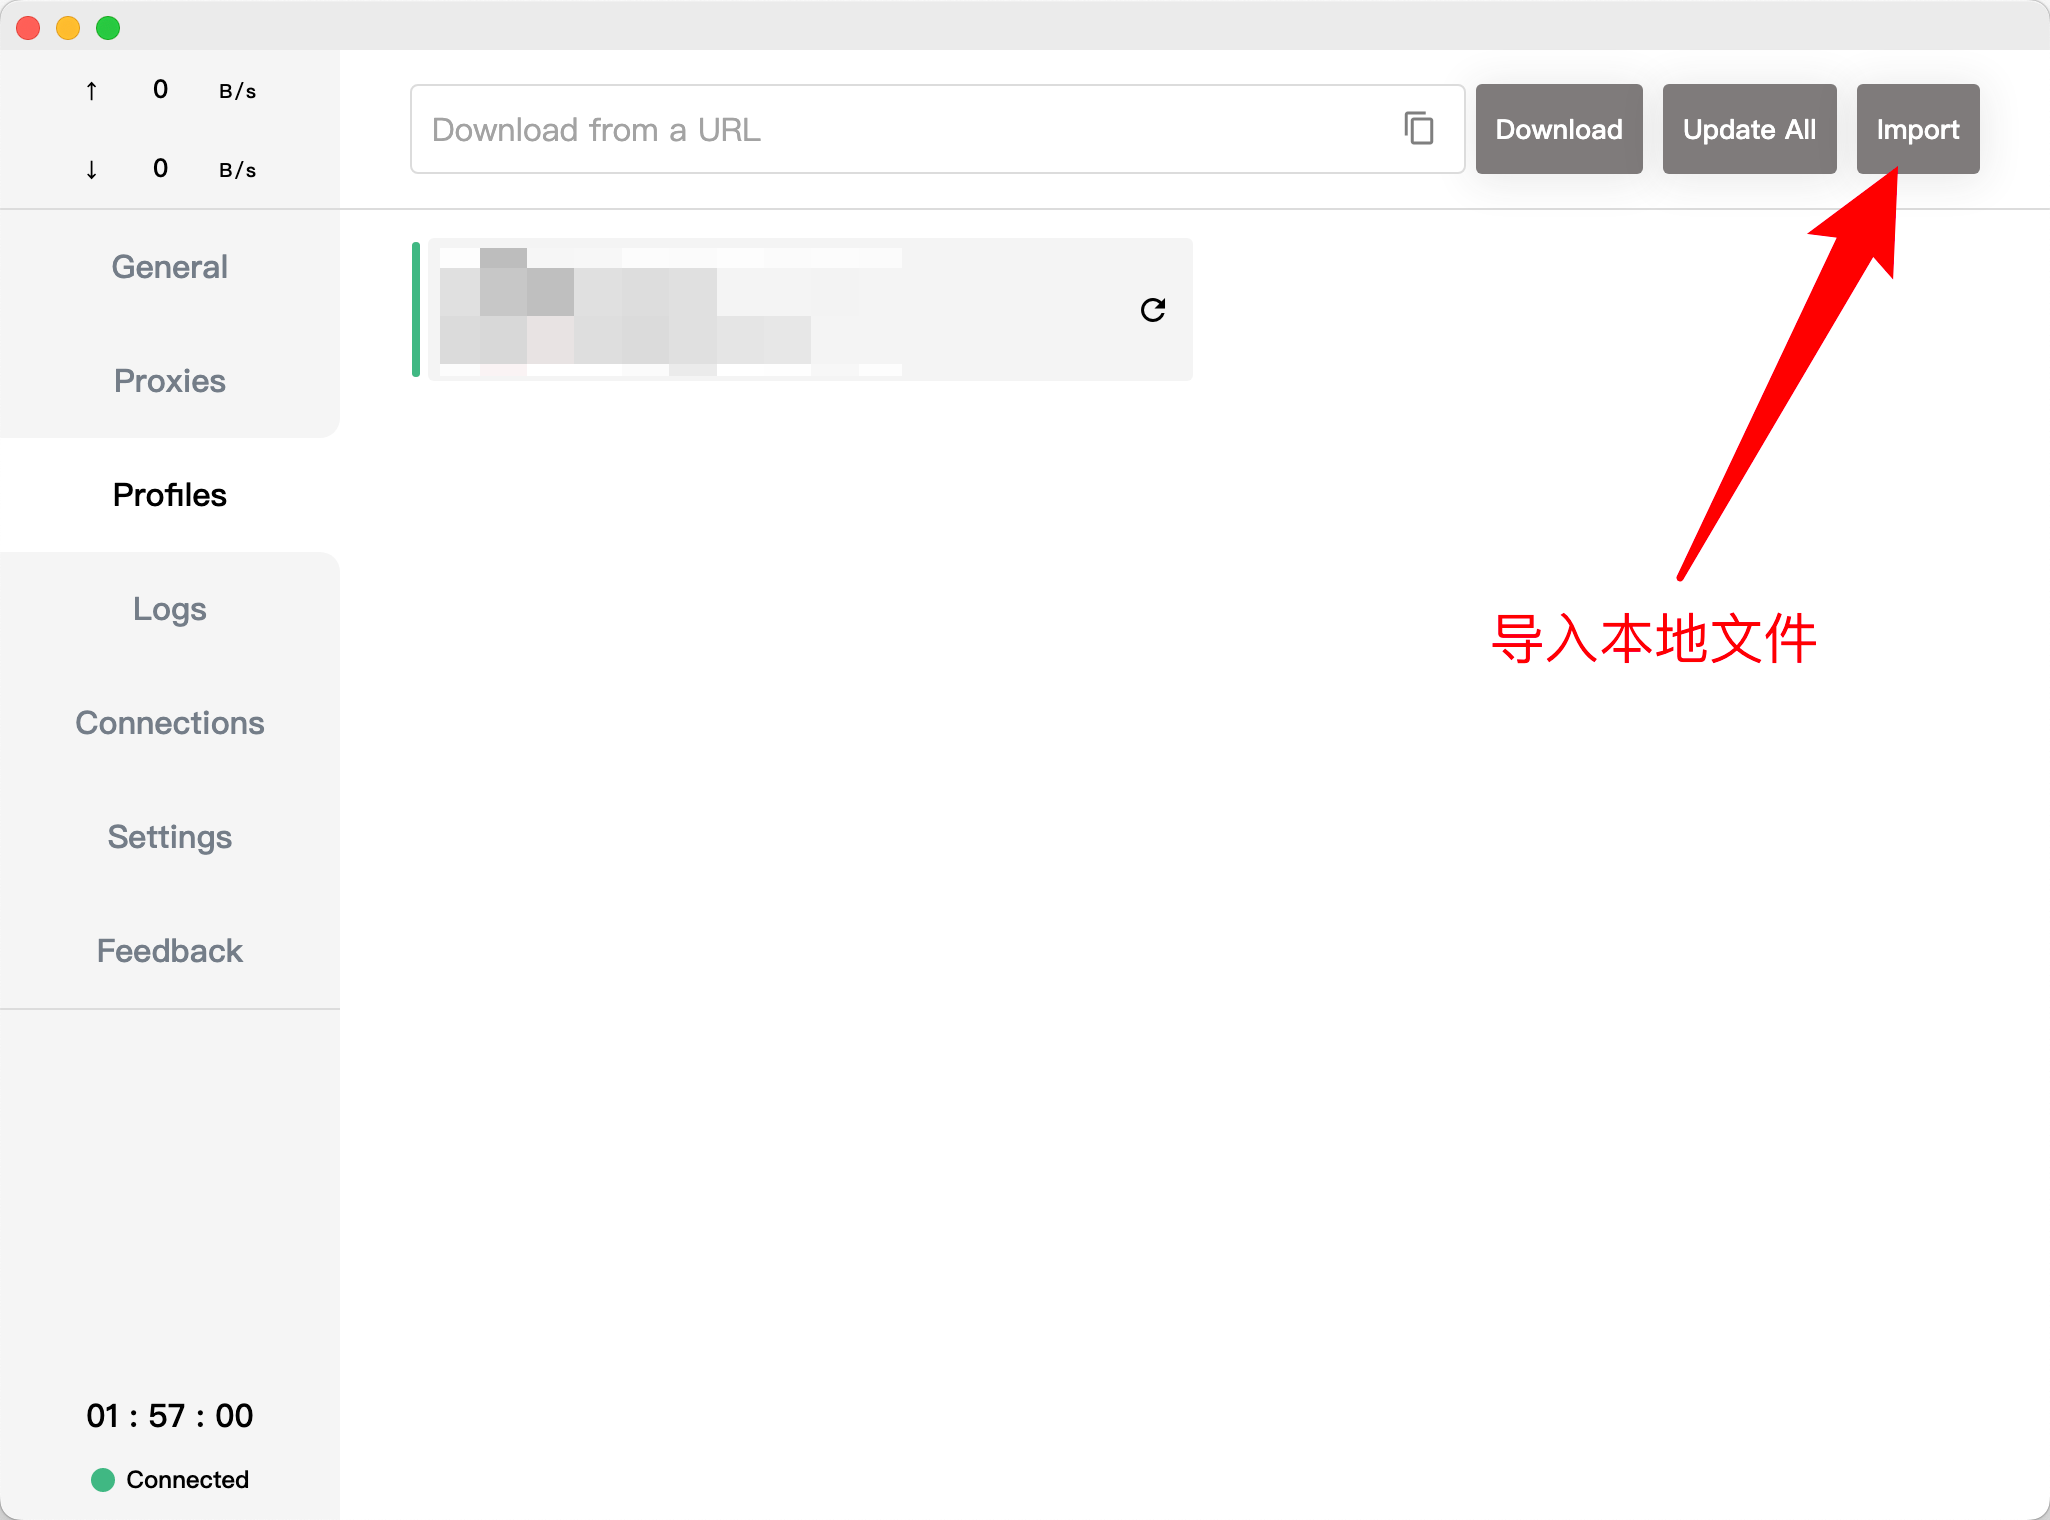 ↑ 0 B/s
↓ 0 B/s
General
Proxies
Profiles
Logs
Connections
Settings
Feedback
01 : 57 : 00
Connected
Download from a URL
Download
Update All
Import
导入本地文件